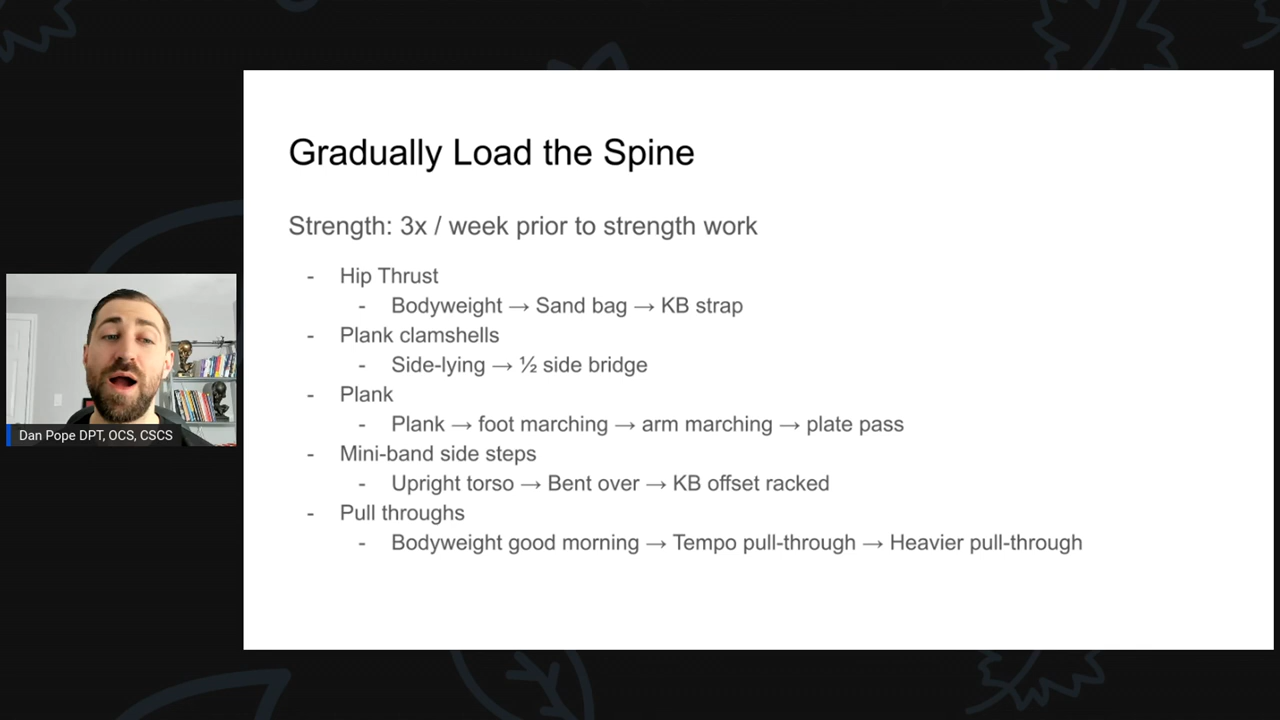 Gradually Load the Spine
Strength: 3x / week prior to strength work
- Hip Thrust
- Bodyweight → Sand bag → KB strap
- Plank clamshells
- Side-lying → ½ side bridge
- Plank
- Plank → foot marching → arm marching → plate pass
- Mini-band side steps
- Upright torso → Bent over → KB offset racked
- Pull throughs
- Bodyweight good morning → Tempo pull-through → Heavier pull-through
Dan Pope DPT, OCS, CSCS